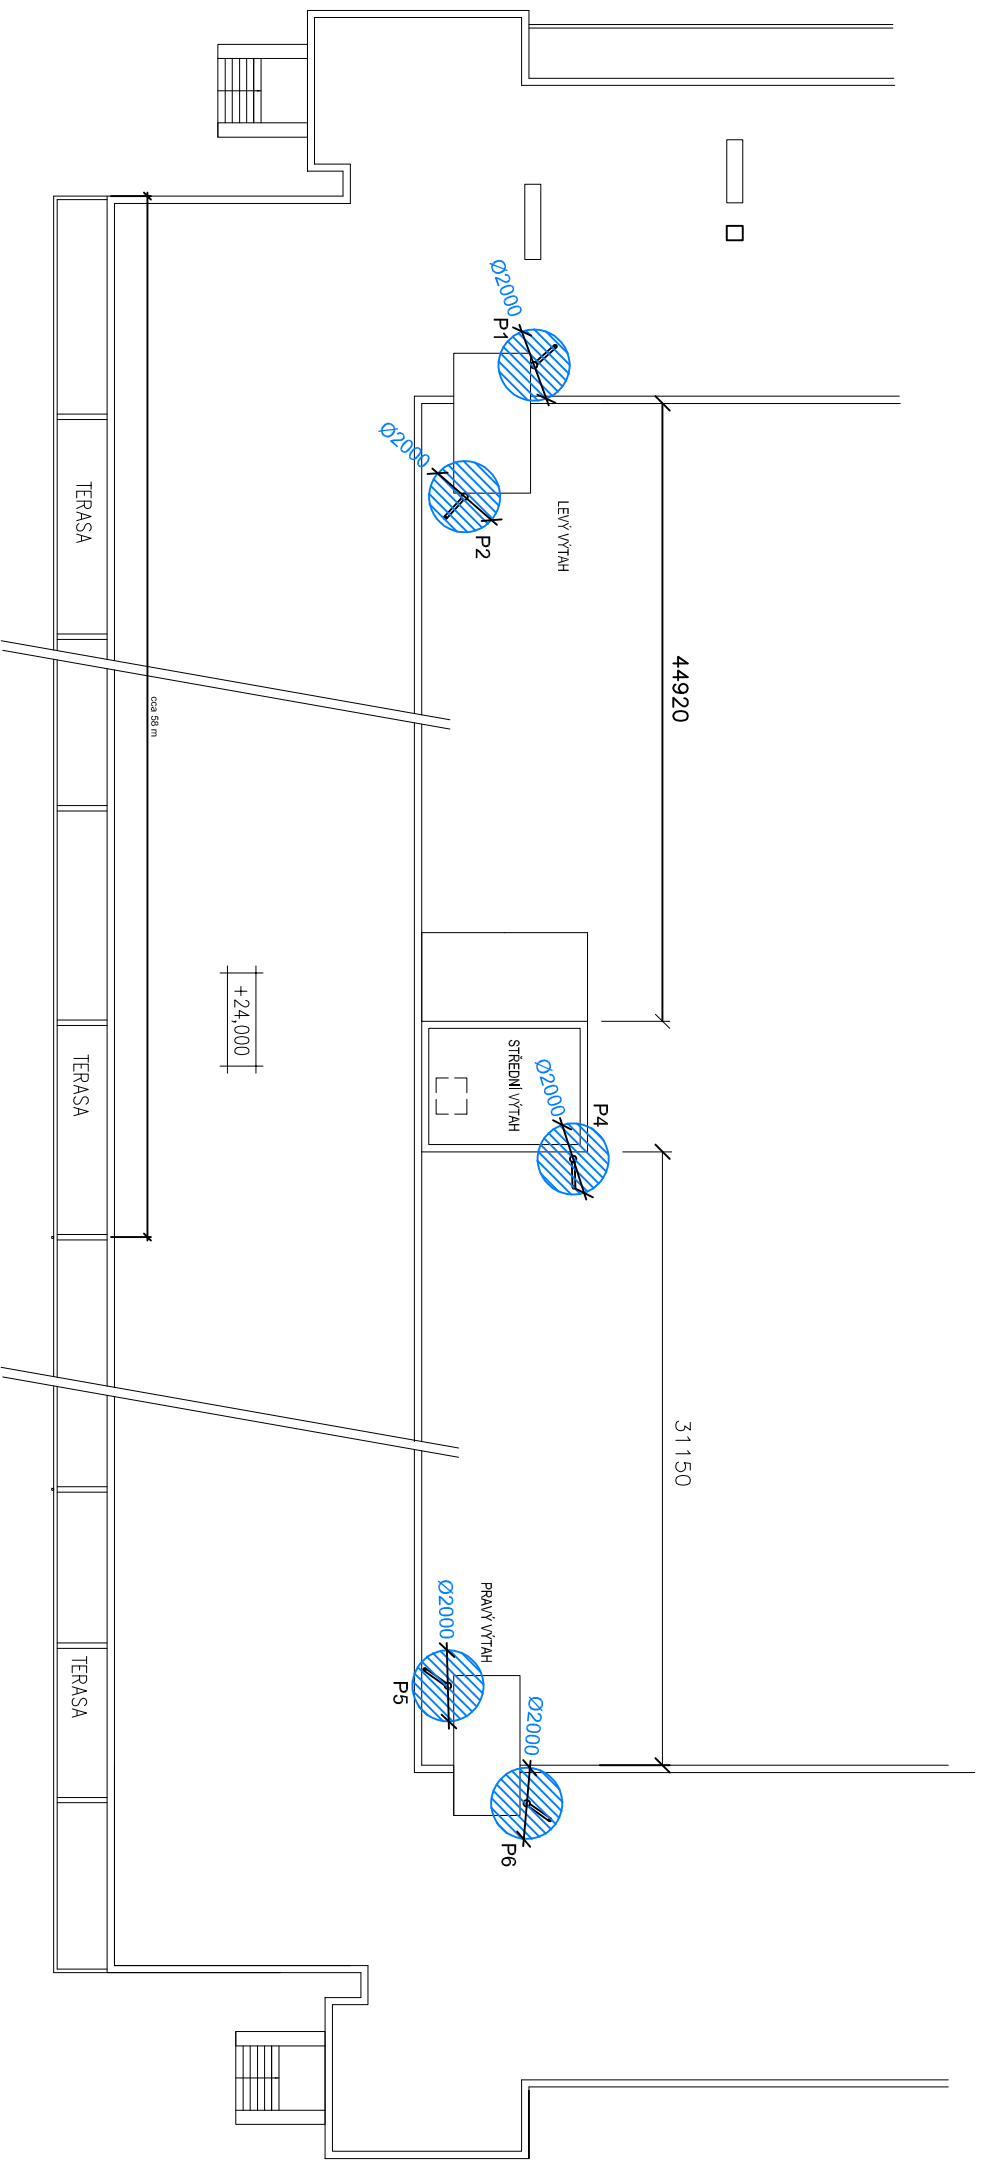 Ø2000
P1
Ø2000
P2
LEVÝ VÝTAH
TERASA
44920
cca 58 m
+24,000
STŘEDNÍ VÝTAH
Ø2000
P4
TERASA
31150
Ø2000
PRAVÝ VÝTAH
P5
Ø2000
P6
TERASA